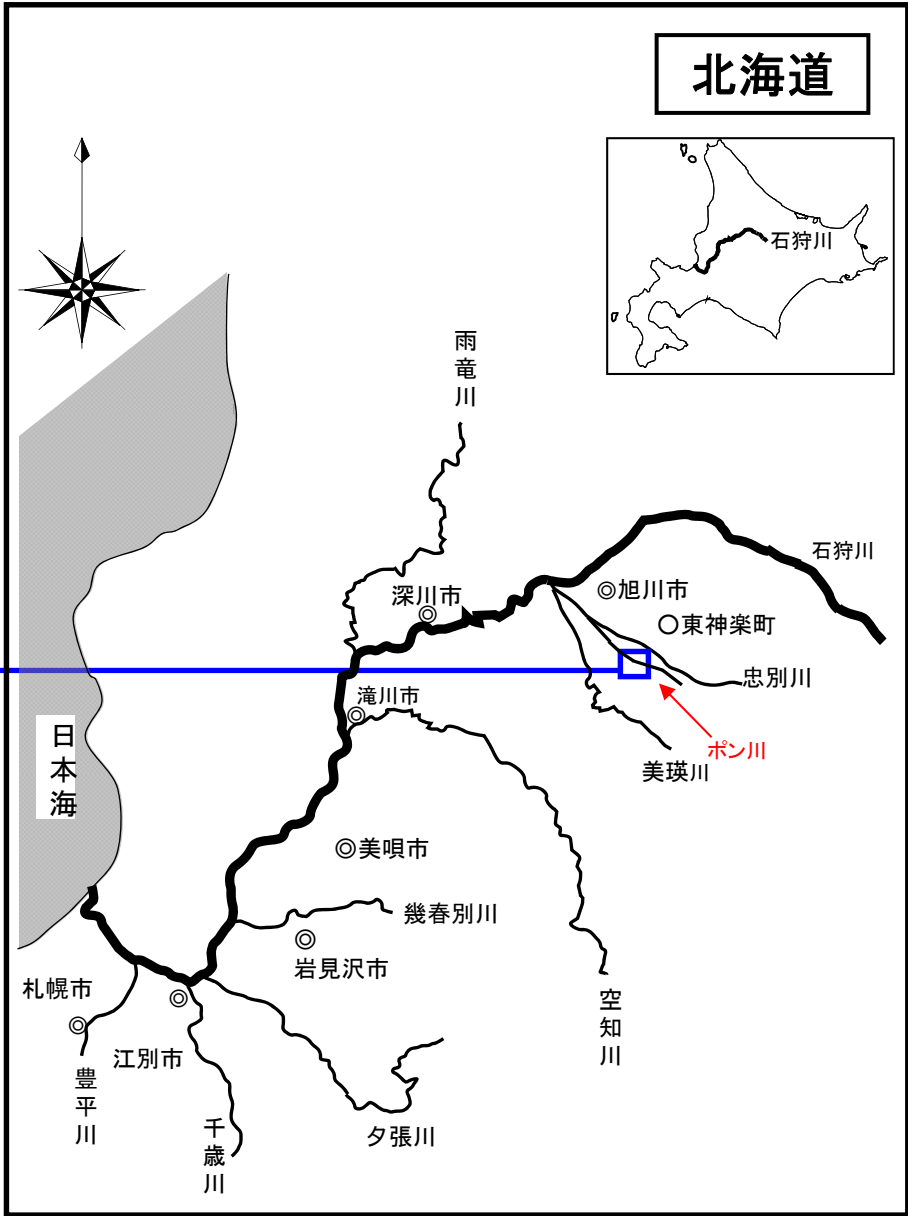 北海道
石狩川
雨竜川
石狩川
深川市
旭川市
東神楽町
忠別川
滝川市
ポン川
日本海
美瑛川
美唄市
幾春別川
岩見沢市
札幌市
空知川
江別市
豊平川
千歳川
夕張川